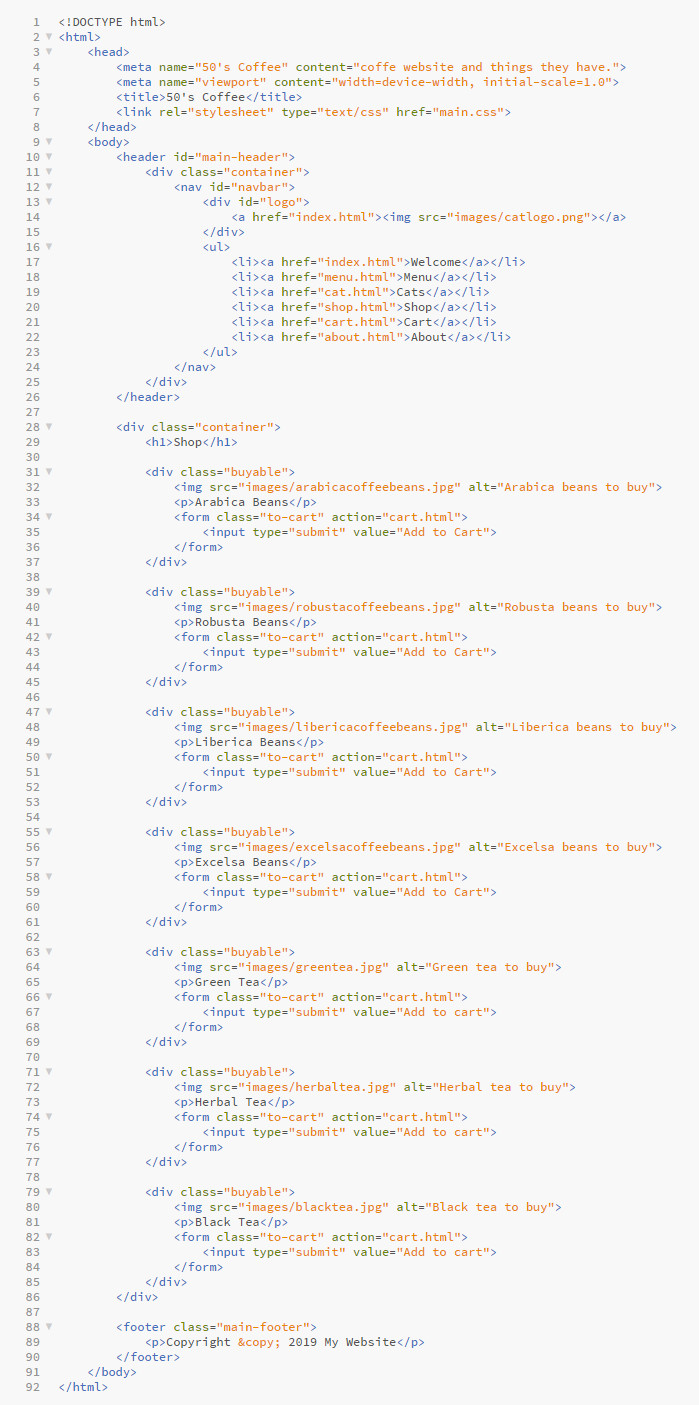 1 <!DOCTYPE html>
2 <html>
3     <head>
4         <meta name="50's Coffee" content="coffe website and things they have.">
5         <meta name="viewport" content="width=device-width, initial-scale=1.0">
6         <title>50's Coffee</title>
7         <link rel="stylesheet" type="text/css" href="main.css">
8     </head>
9     <body>
10         <header id="main-header">
11             <div class="container">
12                 <nav id="navbar">
13                     <div id="logo">
14                         <a href="index.html"><img src="images/catlogo.png"></a>
15                     </div>
16                     <ul>
17                         <li><a href="index.html">Welcome</a></li>
18                         <li><a href="menu.html">Menu</a></li>
19                         <li><a href="cat.html">Cats</a></li>
20                         <li><a href="shop.html">Shop</a></li>
21                         <li><a href="cart.html">Cart</a></li>
22                         <li><a href="about.html">About</a></li>
23                     </ul>
24                 </nav>
25             </div>
26         </header>
27
28         <div class="container">
29             <h1>Shop</h1>
30
31             <div class="buyable">
32                 <img src="images/arabicacoffeebeans.jpg" alt="Arabica beans to buy">
33                 <p>Arabica Beans</p>
34                 <form class="to-cart" action="cart.html">
35                     <input type="submit" value="Add to Cart">
36                 </form>
37             </div>
38
39             <div class="buyable">
40                 <img src="images/robustacoffeebeans.jpg" alt="Robusta beans to buy">
41                 <p>Robusta Beans</p>
42                 <form class="to-cart" action="cart.html">
43                     <input type="submit" value="Add to Cart">
44                 </form>
45             </div>
46
47             <div class="buyable">
48                 <img src="images/libericacoffeebeans.jpg" alt="Liberica beans to buy">
49                 <p>Liberica Beans</p>
50                 <form class="to-cart" action="cart.html">
51                     <input type="submit" value="Add to Cart">
52                 </form>
53             </div>
54
55             <div class="buyable">
56                 <img src="images/excelsacoffeebeans.jpg" alt="Excelsa beans to buy">
57                 <p>Excelsa Beans</p>
58                 <form class="to-cart" action="cart.html">
59                     <input type="submit" value="Add to Cart">
60                 </form>
61             </div>
62
63             <div class="buyable">
64                 <img src="images/greentea.jpg" alt="Green tea to buy">
65                 <p>Green Tea</p>
66                 <form class="to-cart" action="cart.html">
67                     <input type="submit" value="Add to cart">
68                 </form>
69             </div>
70
71             <div class="buyable">
72                 <img src="images/herbaltea.jpg" alt="Herbal tea to buy">
73                 <p>Herbal Tea</p>
74                 <form class="to-cart" action="cart.html">
75                     <input type="submit" value="Add to cart">
76                 </form>
77             </div>
78
79             <div class="buyable">
80                 <img src="images/blacktea.jpg" alt="Black tea to buy">
81                 <p>Black Tea</p>
82                 <form class="to-cart" action="cart.html">
83                     <input type="submit" value="Add to cart">
84                 </form>
85             </div>
86         </div>
87
88         <footer class="main-footer">
89             <p>Copyright &copy; 2019 My Website</p>
90         </footer>
91     </body>
92 </html>